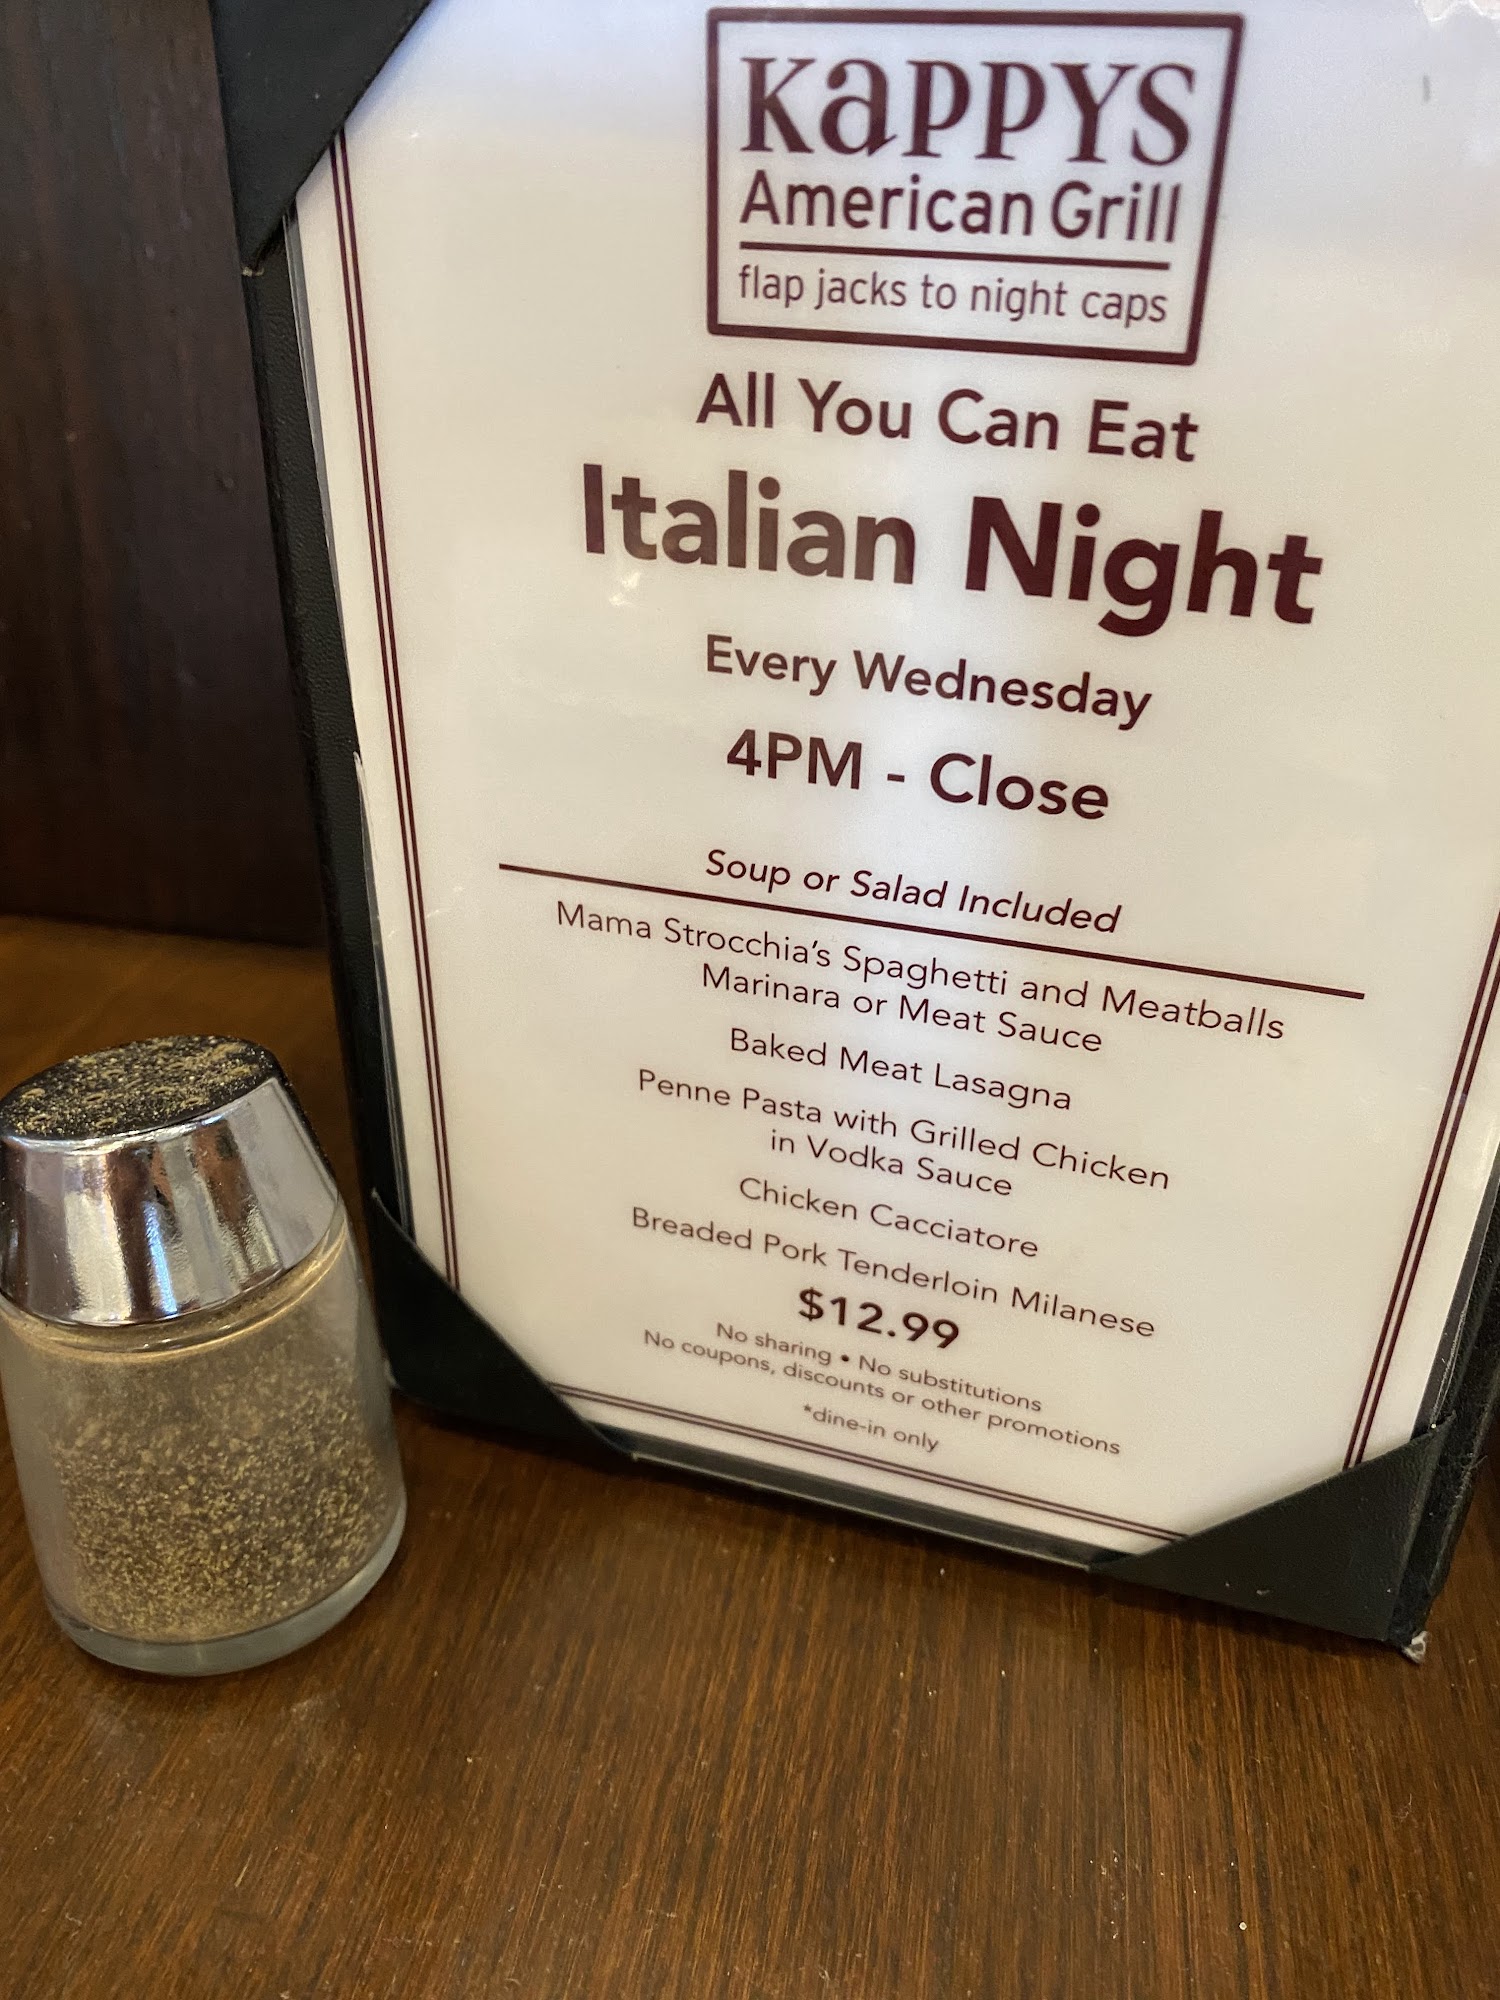 KaPPYS
American Grill
flap jacks to night caps
All You Can Eat
Italian Night
Every Wednesday
4PM - Close
Soup or Salad Included
Mama Strocchia's Spaghetti and Meatballs
Marinara or Meat Sauce
Baked Meat Lasagna
Penne Pasta with Grilled Chicken
in Vodka Sauce
Chicken Cacciatore
Breaded Pork Tenderloin Milanese
$12.99
No sharing • No substitutions
No coupons, discounts or other promotions
*dine-in only